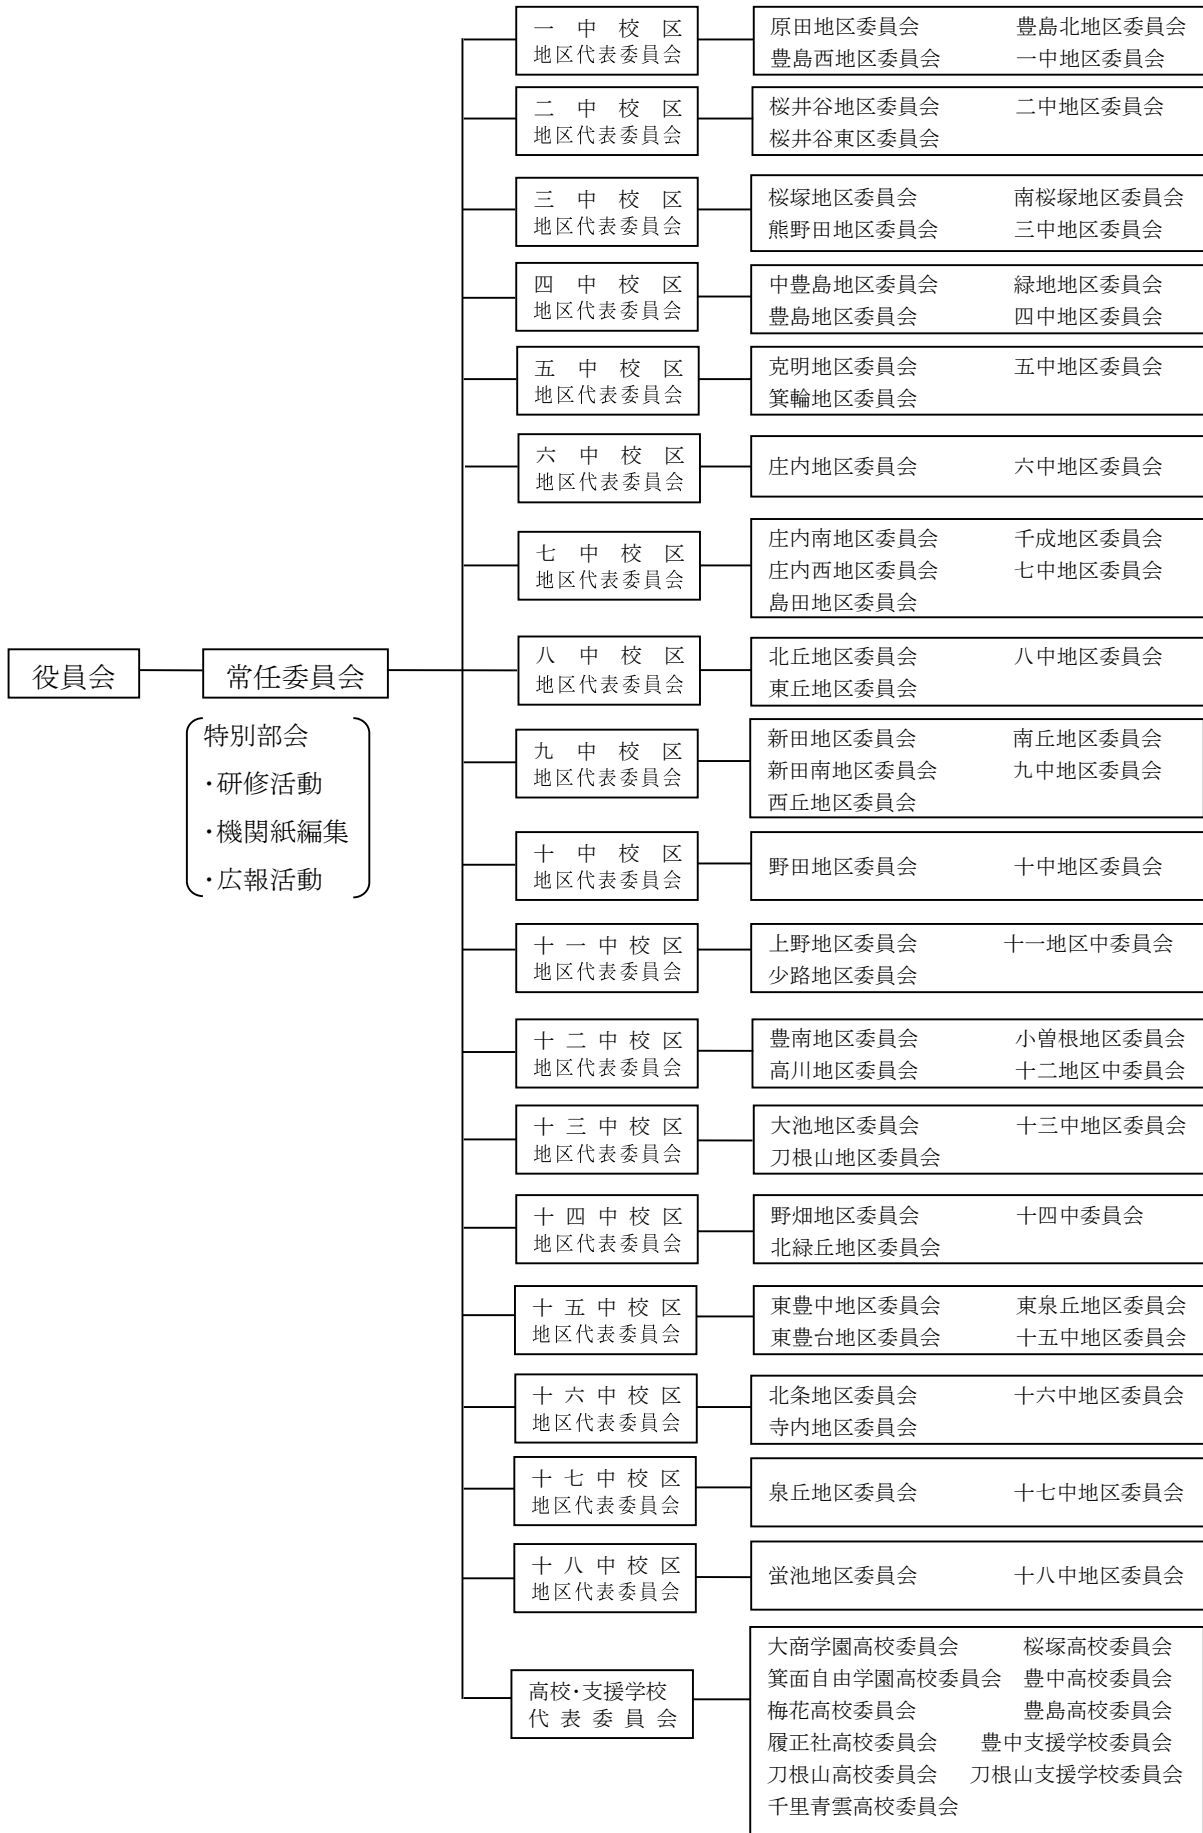 一中校区
地区代表委員会
原田地区委員会 豊島北地区委員会
豊島西地区委員会 一中地区委員会
二中校区
地区代表委員会
桜井谷地区委員会 二中地区委員会
桜井谷東区委員会
三中校区
地区代表委員会
桜塚地区委員会 南桜塚地区委員会
熊野田地区委員会 三中地区委員会
四中校区
地区代表委員会
中豊島地区委員会 緑地地区委員会
豊島地区委員会 四中地区委員会
五中校区
地区代表委員会
克明地区委員会 五中地区委員会
箕輪地区委員会
六中校区
地区代表委員会
庄内地区委員会 六中地区委員会
七中校区
地区代表委員会
庄内南地区委員会 千成地区委員会
庄内西地区委員会 七中地区委員会
島田地区委員会
役員会
常任委員会
特別部会
・研修活動
・機関紙編集
・広報活動
八中校区
地区代表委員会
北丘地区委員会 八中地区委員会
東丘地区委員会
九中校区
地区代表委員会
新田地区委員会 南丘地区委員会
新田南地区委員会 九中地区委員会
西丘地区委員会
十中校区
地区代表委員会
野田地区委員会 十中地区委員会
十一中校区
地区代表委員会
上野地区委員会 十一地区中委員会
少路地区委員会
十二中校区
地区代表委員会
豊南地区委員会 小曽根地区委員会
高川地区委員会 十二地区中委員会
十三中校区
地区代表委員会
大池地区委員会 十三中地区委員会
刀根山地区委員会
十四中校区
地区代表委員会
野畑地区委員会 十四中委員会
北緑丘地区委員会
十五中校区
地区代表委員会
東豊中地区委員会 東泉丘地区委員会
東豊台地区委員会 十五中地区委員会
十六中校区
地区代表委員会
北条地区委員会 十六中地区委員会
寺内地区委員会
十七中校区
地区代表委員会
泉丘地区委員会 十七中地区委員会
十八中校区
地区代表委員会
蛍池地区委員会 十八中地区委員会
高校・支援学校
代表委員会
大商学園高校委員会 桜塚高校委員会
箕面自由学園高校委員会 豊中高校委員会
梅花高校委員会 豊島高校委員会
履正社高校委員会 豊中支援学校委員会
刀根山高校委員会 刀根山支援学校委員会
千里青雲高校委員会